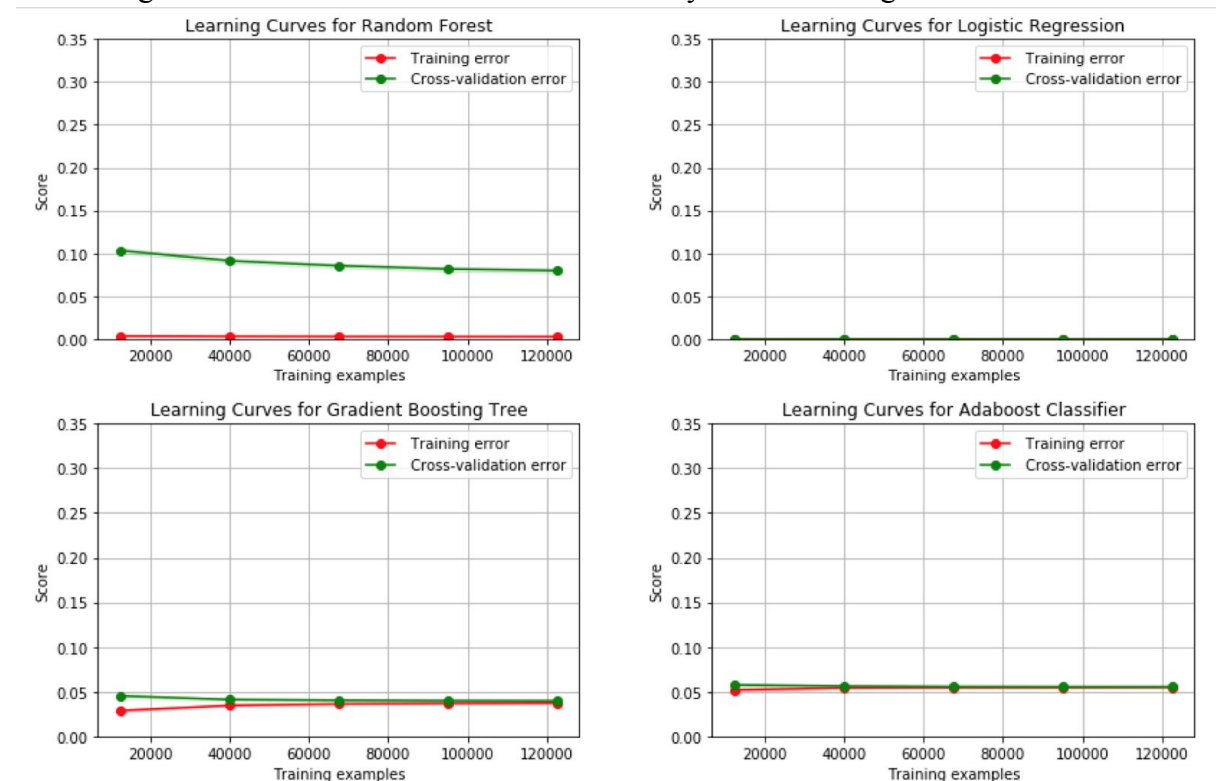 Learning Curves for Random Forest
0.35
0.30
0.25
0.20
0.15
0.10
0.05
0.00
Score
Training error
Cross-validation error
20000 40000 60000 80000 100000 120000
Training examples
Learning Curves for Logistic Regression
0.35
0.30
0.25
0.20
0.15
0.10
0.05
0.00
Score
Training error
Cross-validation error
20000 40000 60000 80000 100000 120000
Training examples
Learning Curves for Gradient Boosting Tree
0.35
0.30
0.25
0.20
0.15
0.10
0.05
0.00
Score
Training error
Cross-validation error
20000 40000 60000 80000 100000 120000
Training examples
Learning Curves for Adaboost Classifier
0.35
0.30
0.25
0.20
0.15
0.10
0.05
0.00
Score
Training error
Cross-validation error
20000 40000 60000 80000 100000 120000
Training examples